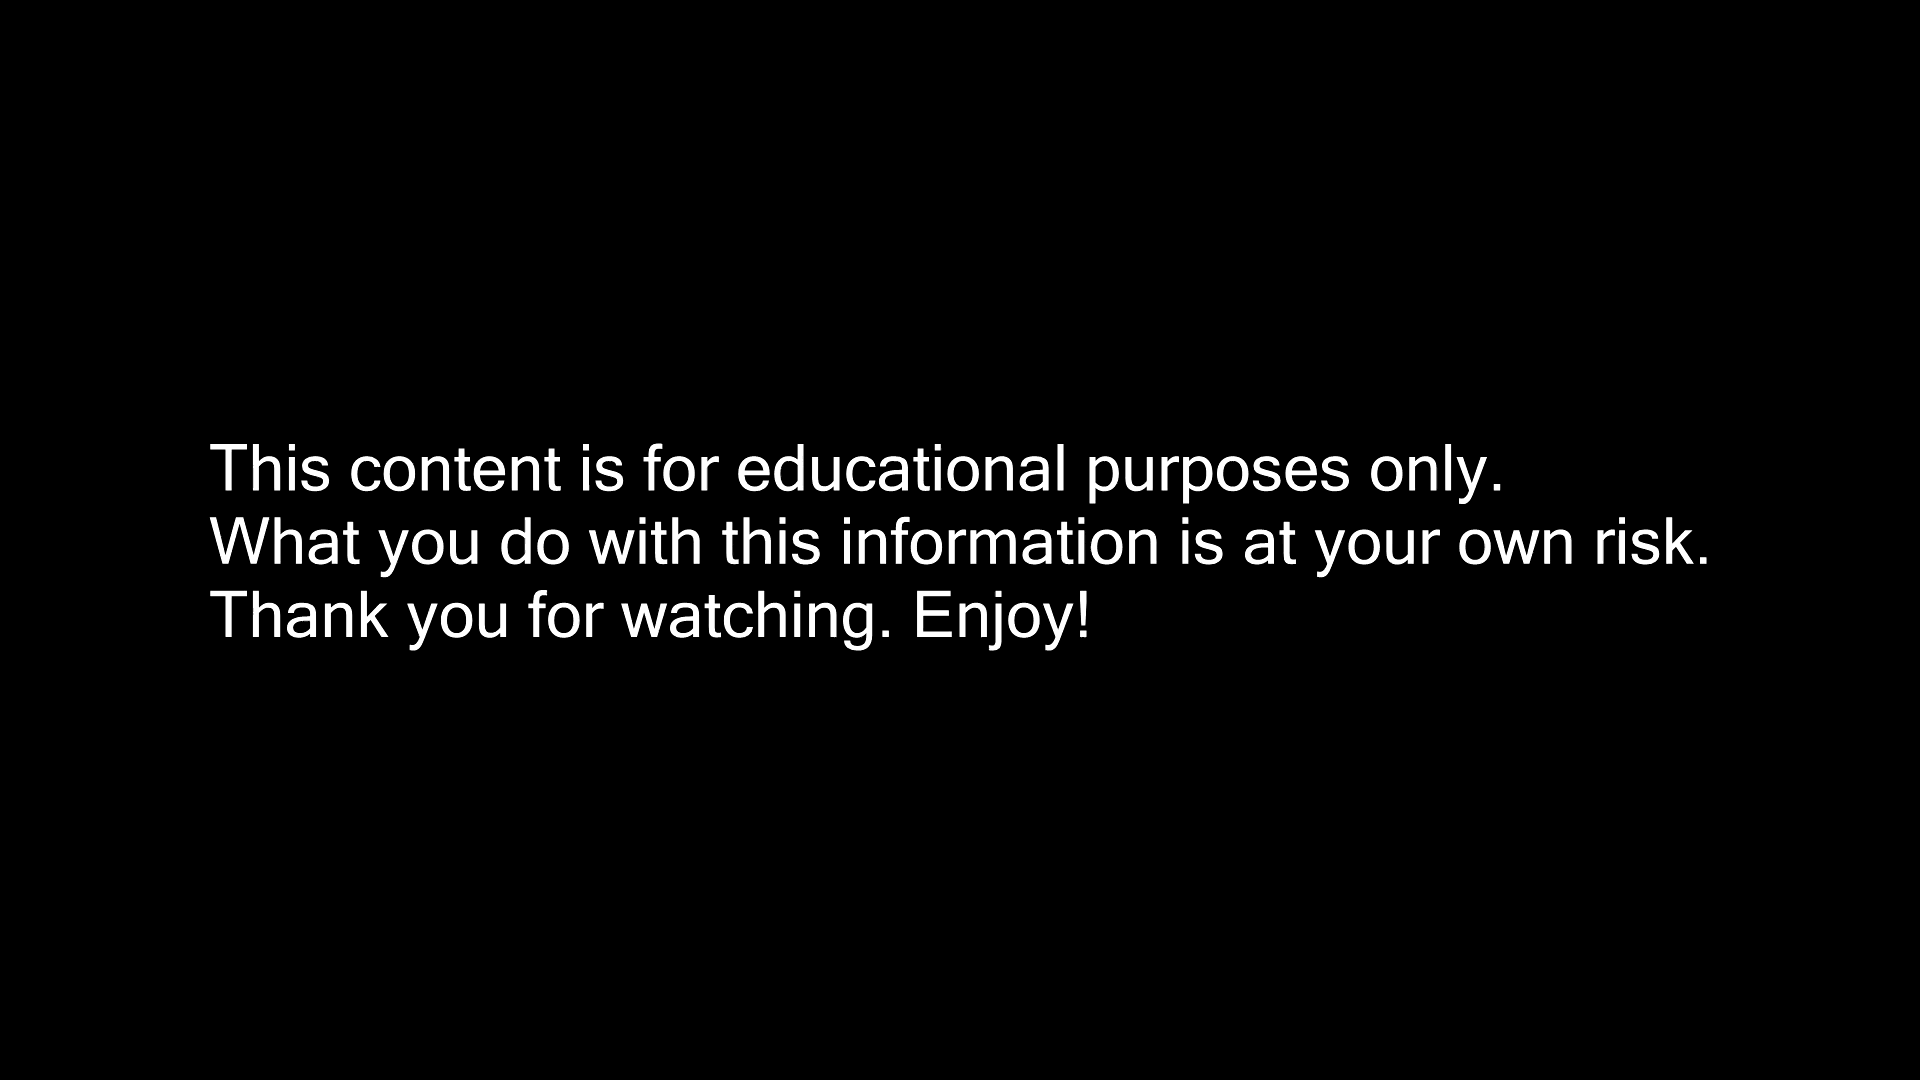 This content is for educational purposes only.
What you do with this information is at your own risk.
Thank you for watching. Enjoy!